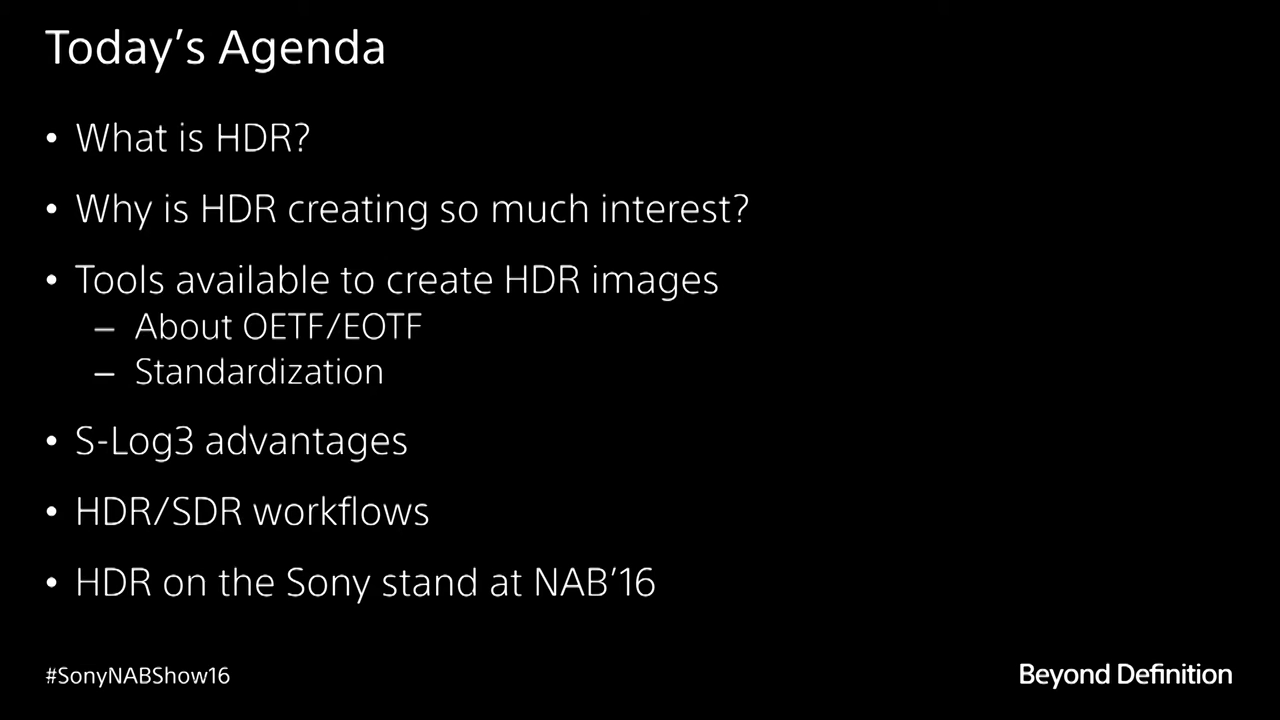 Today’s Agenda
• What is HDR?
• Why is HDR creating so much interest?
• Tools available to create HDR images
– About OETF/EOTF
– Standardization
• S-Log3 advantages
• HDR/SDR workflows
• HDR on the Sony stand at NAB’16
#SonyNABShow16
Beyond Definition